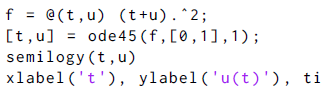 f = @(t,u) (t+u).^2;
[t,u] = ode45(f,[0,1],1);
semilogy(t,u)
xlabel('t'), ylabel('u(t)'), ti